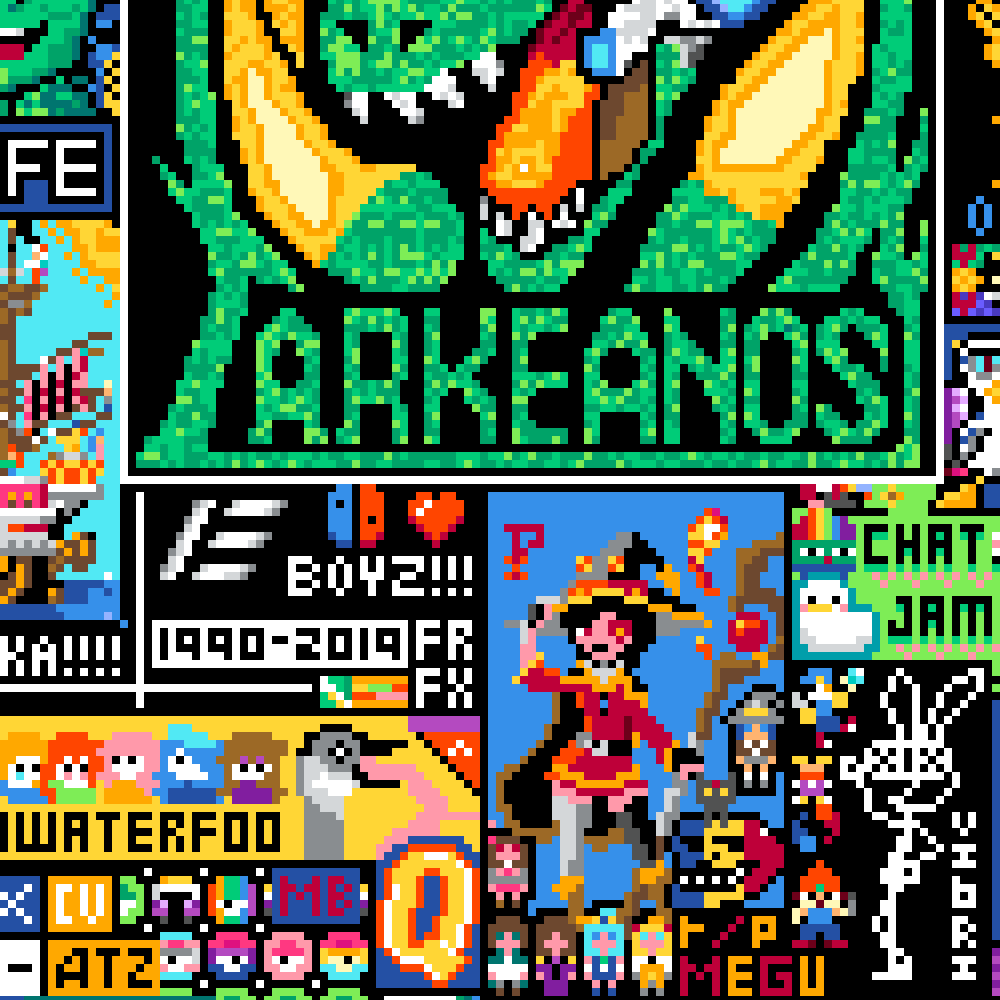 FE
ARKEANOS
BOYZ!!!
CHAT
JAM
1990-2019
FR
FX
KA!!!!
WATERFOO
VIBRI
CU
MB
Q
ATZ
r/P
MEGU